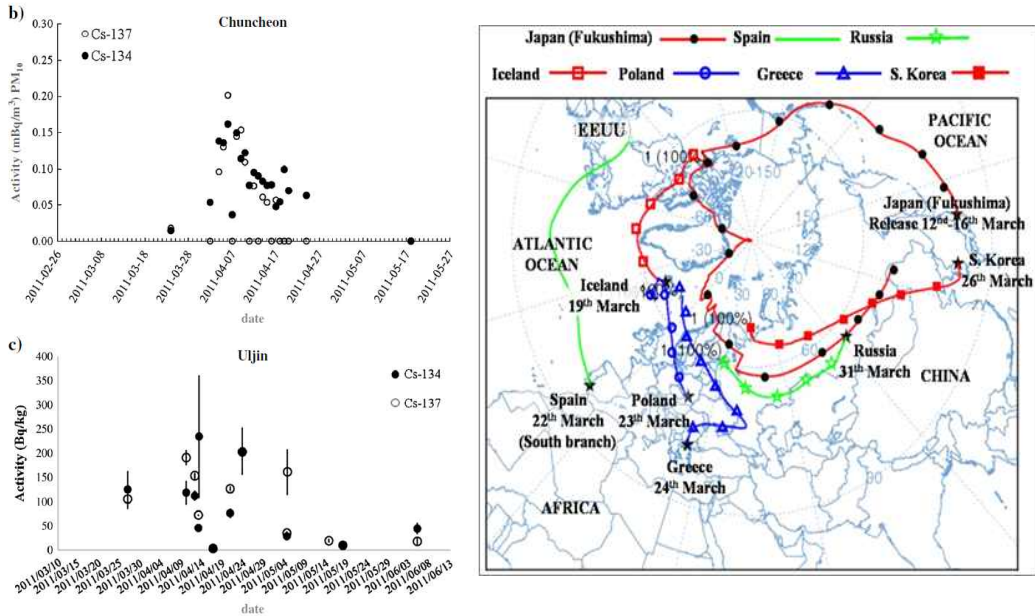 b)
Chuncheon
Cs-137
Cs-134
Activity (mBq/m³) PM₁₀
0.30
0.25
0.20
0.15
0.10
0.05
0.00
2011-02-26
2011-03-08
2011-03-18
2011-03-28
2011-04-07
2011-04-17
2011-04-27
2011-05-07
2011-05-17
2011-05-27
date
c)
Uljin
Cs-134
Cs-137
Activity (Bq/kg)
400
350
300
250
200
150
100
50
0
2011/03/10
2011/03/15
2011/03/20
2011/03/25
2011/03/30
2011/04/04
2011/04/09
2011/04/14
2011/04/19
2011/04/24
2011/04/29
2011/05/04
2011/05/09
2011/05/14
2011/05/19
2011/05/24
2011/05/29
2011/06/03
2011/06/08
2011/06/13
date
Japan (Fukushima) Spain Russia
Iceland Poland Greece S. Korea
EEUU
PACIFIC
OCEAN
1 (100%)
-150
150
Japan (Fukushima)
Release 12ⁿᵈ-16ᵗʰ March
-60
-30
ATLANTIC
OCEAN
S. Korea
26ᵗʰ March
Iceland
19ᵗʰ March
30
1 (100%)
1 (100%)
60
Russia
31ᵗʰ March
CHINA
Spain
22ᵗʰ March
(South branch)
Poland
23ᵗʰ March
Greece
24ᵗʰ March
AFRICA
90